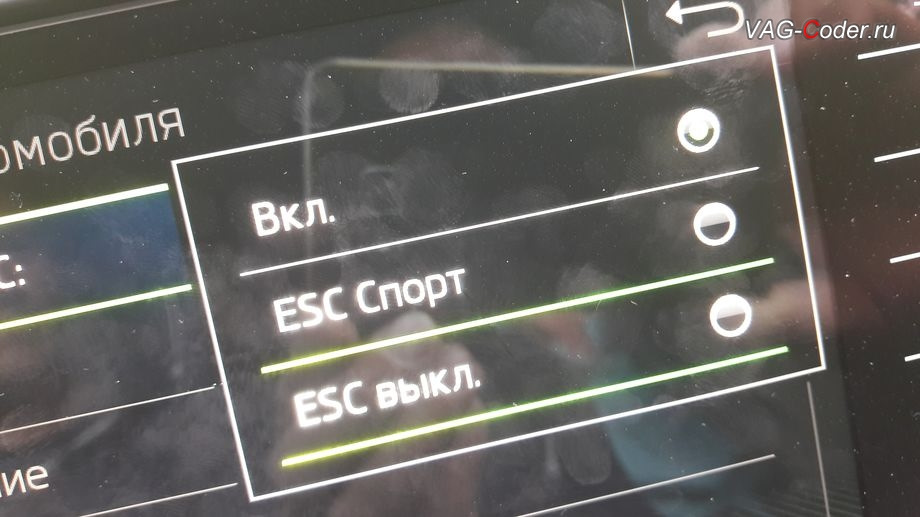 VAG-Coder.ru
омобиля
Вкл.
С:
ESC Спорт
ESC выкл.
ние